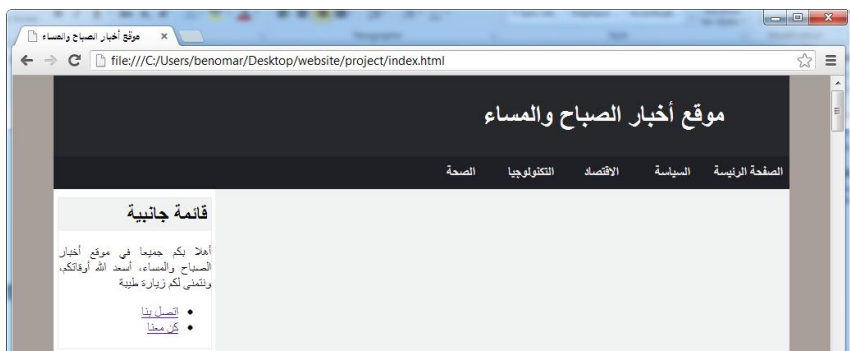 موقع أخبار الصباح والمساء
file:///C:/Users/benomar/Desktop/website/project/index.html
موقع أخبار الصباح والمساء
الصفحة الرئيسة السياسة الاقتصاد التكنولوجيا الصحة
قائمة جانبية
أهلا بكم جميعا في موقع أخبار
الصباح والمساء، أسعد الله أوقاتكم،
ونتمنى لكم زيارة طيبة
اتصل بنا
كن معنا